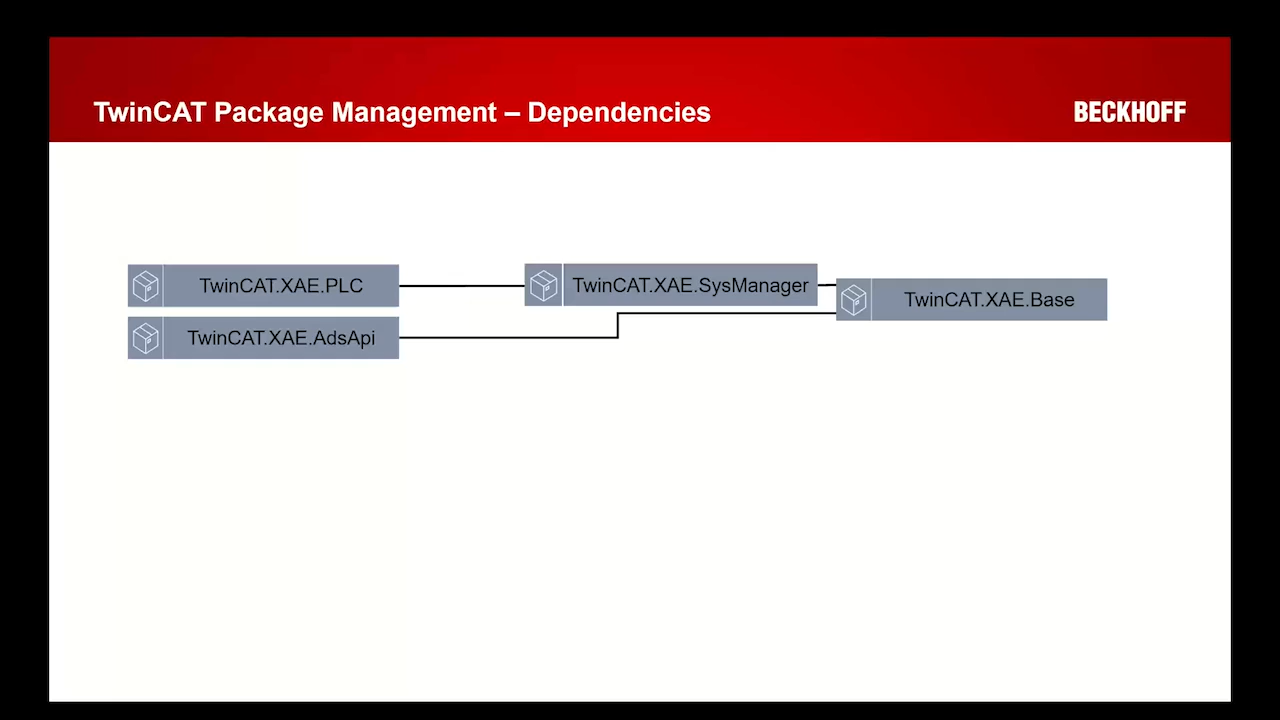 TwinCAT Package Management – Dependencies
BECKHOFF
TwinCAT.XAE.PLC
TwinCAT.XAE.SysManager
TwinCAT.XAE.Base
TwinCAT.XAE.AdsApi